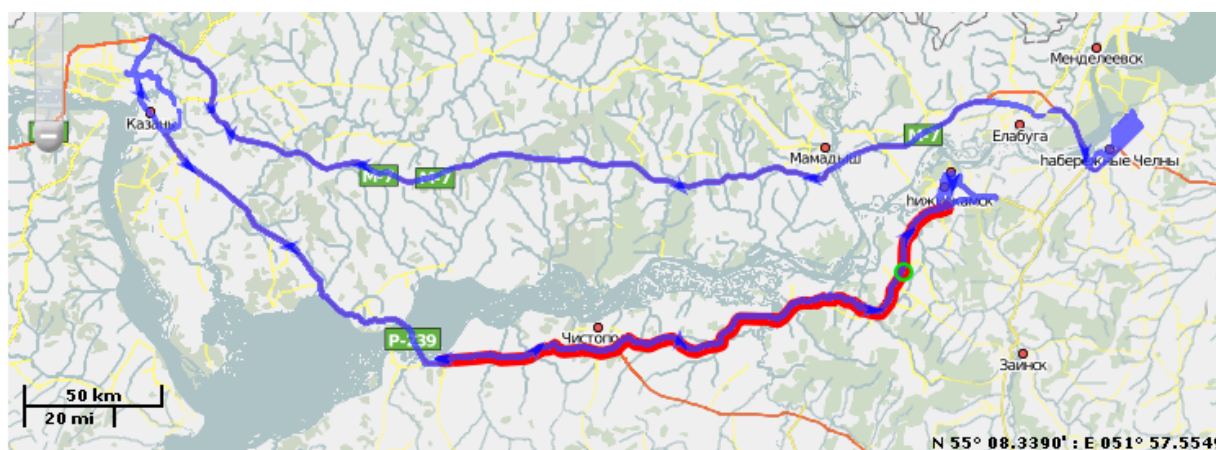 Менделеевск
Казань
Елабуга
М-7
Мамадыш
Набережные Челны
М-7
М-7
Нижнекамск
Р-239
Чистопо
Заинск
50 km
20 mi
N 55° 08.3390' : E 051° 57.5549